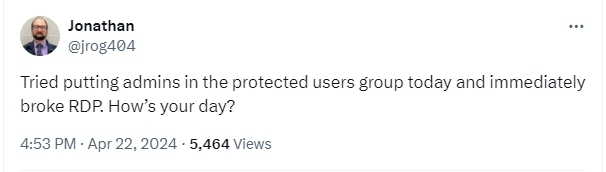 Jonathan
@jrog404
Tried putting admins in the protected users group today and immediately
broke RDP. How’s your day?
4:53 PM · Apr 22, 2024 · 5,464 Views